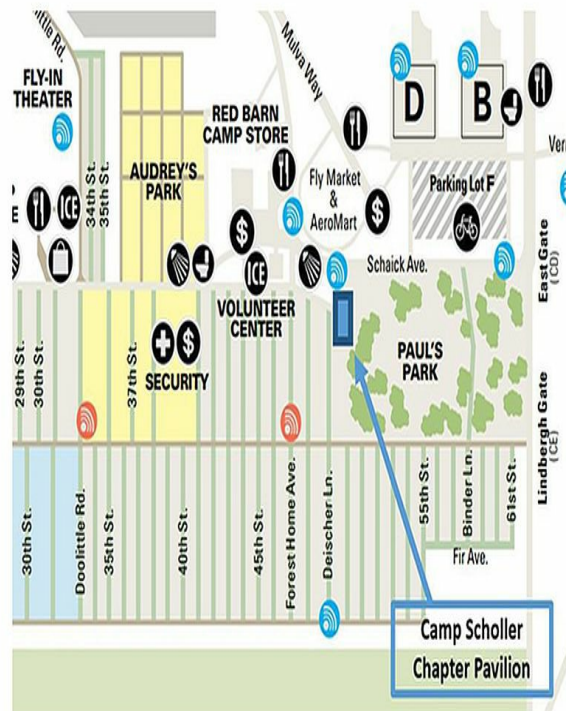 oolittle Rd.
FLY-IN
THEATER
34th St.
35th St.
Mulva Way
D
B
RED BARN
CAMP STORE
AUDREY'S
PARK
Fly Market
&
AeroMart
Parking Lot F
Vern
E
ICE
$
$
Schaick Ave.
East Gate
(CD)
ICE
VOLUNTEER
CENTER
29th St.
30th St.
37th St.
$
SECURITY
PAUL'S
PARK
Lindbergh Gate
(CE)
30th St.
Doolittle Rd.
35th St.
40th St.
45th St.
Forest Home Ave.
Deischer Ln.
55th St.
Binder Ln.
61st St.
Fir Ave.
Camp Scholler
Chapter Pavilion